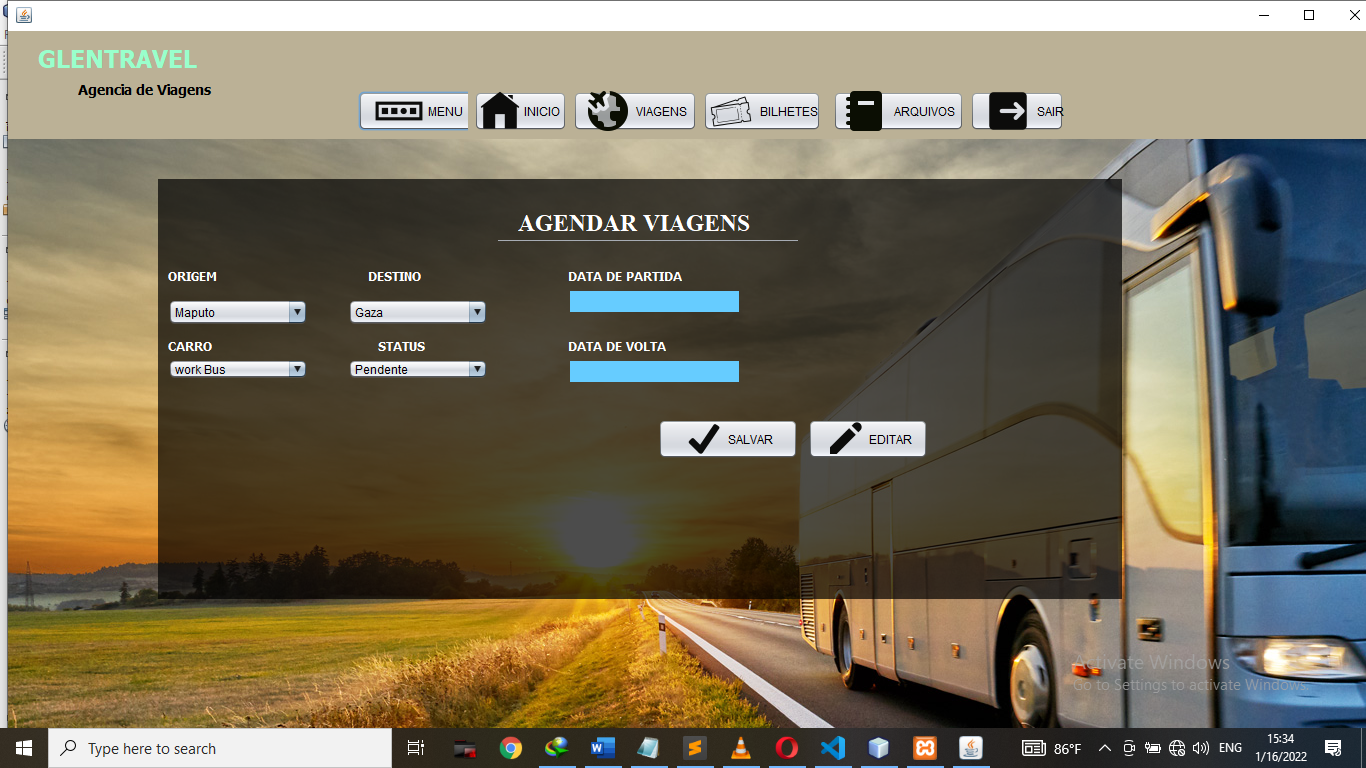 GLENTRAVEL
Agencia de Viagens
MENU INICIO VIAGENS BILHETES ARQUIVOS SAIR
AGENDAR VIAGENS
ORIGEM DESTINO DATA DE PARTIDA
Maputo Gaza
CARRO STATUS DATA DE VOLTA
work Bus Pendente
SALVAR EDITAR
Activate Windows
Go to Settings to activate Windows.
Type here to search 86°F ENG 15:34
1/16/2022